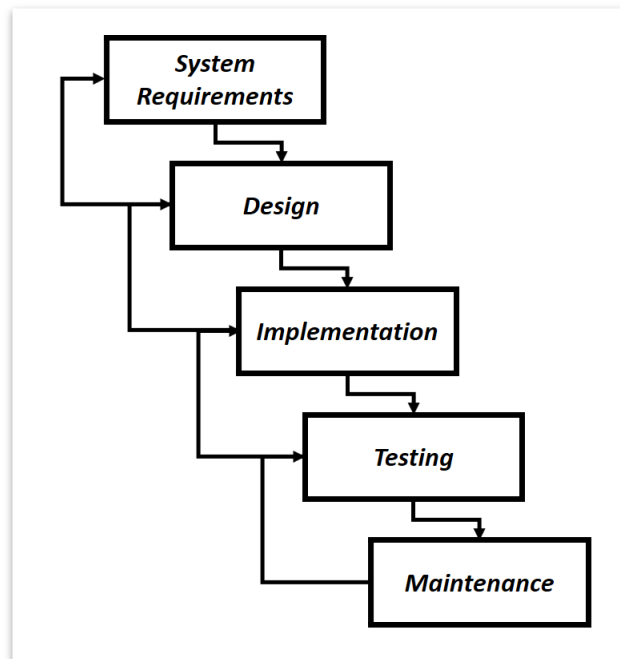 System
Requirements
Design
Implementation
Testing
Maintenance